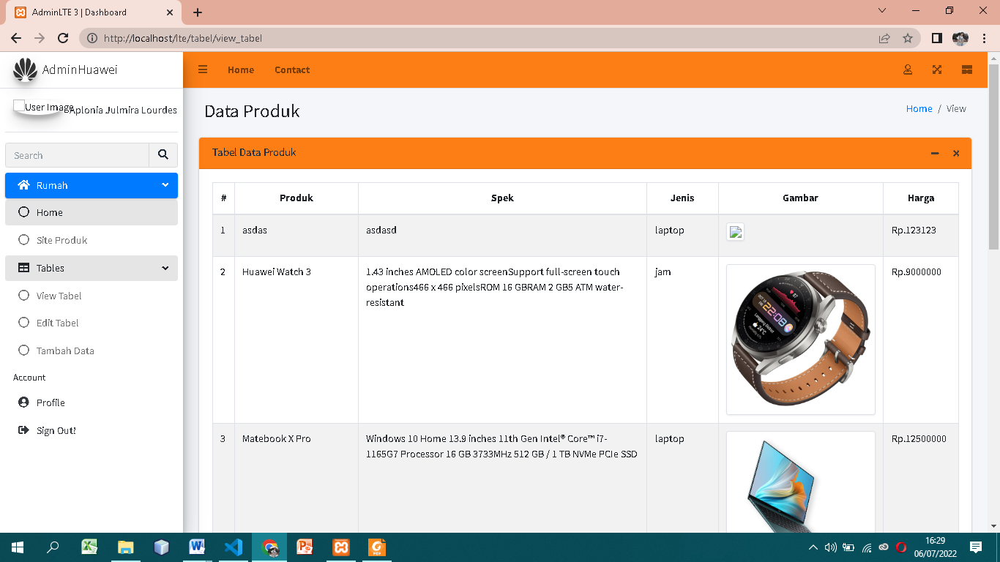 AdminLTE 3 | Dashboard
http://localhost/lte/tabel/view_tabel
AdminHuawei
Home
Contact
User Image
Aplonia Julmira Lourdes
Data Produk
Home / View
Search
Tabel Data Produk
Rumah
Home
Site Produk
Tables
View Tabel
Edit Tabel
Tambah Data
Account
Profile
Sign Out!
# Produk Spek Jenis Gambar Harga
1 asdas asdasd laptop Rp.123123
2 Huawei Watch 3 1.43 inches AMOLED color screenSupport full-screen touch jam Rp.9000000
operations466 x 466 pixelsROM 16 GBRAM 2 GB5 ATM water-
resistant
22:08
24°C
3 Matebook X Pro Windows 10 Home 13.9 inches 11th Gen Intel® Core™ i7- laptop Rp.12500000
1165G7 Processor 16 GB 3733MHz 512 GB / 1 TB NVMe PCIe SSD
16:29
06/07/2022